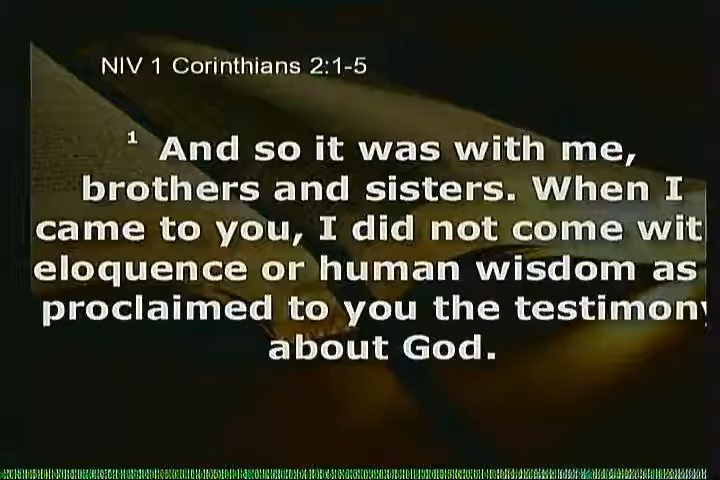 NIV 1 Corinthians 2:1-5
1 And so it was with me,
brothers and sisters. When I
came to you, I did not come wit
eloquence or human wisdom as
proclaimed to you the testimony
about God.